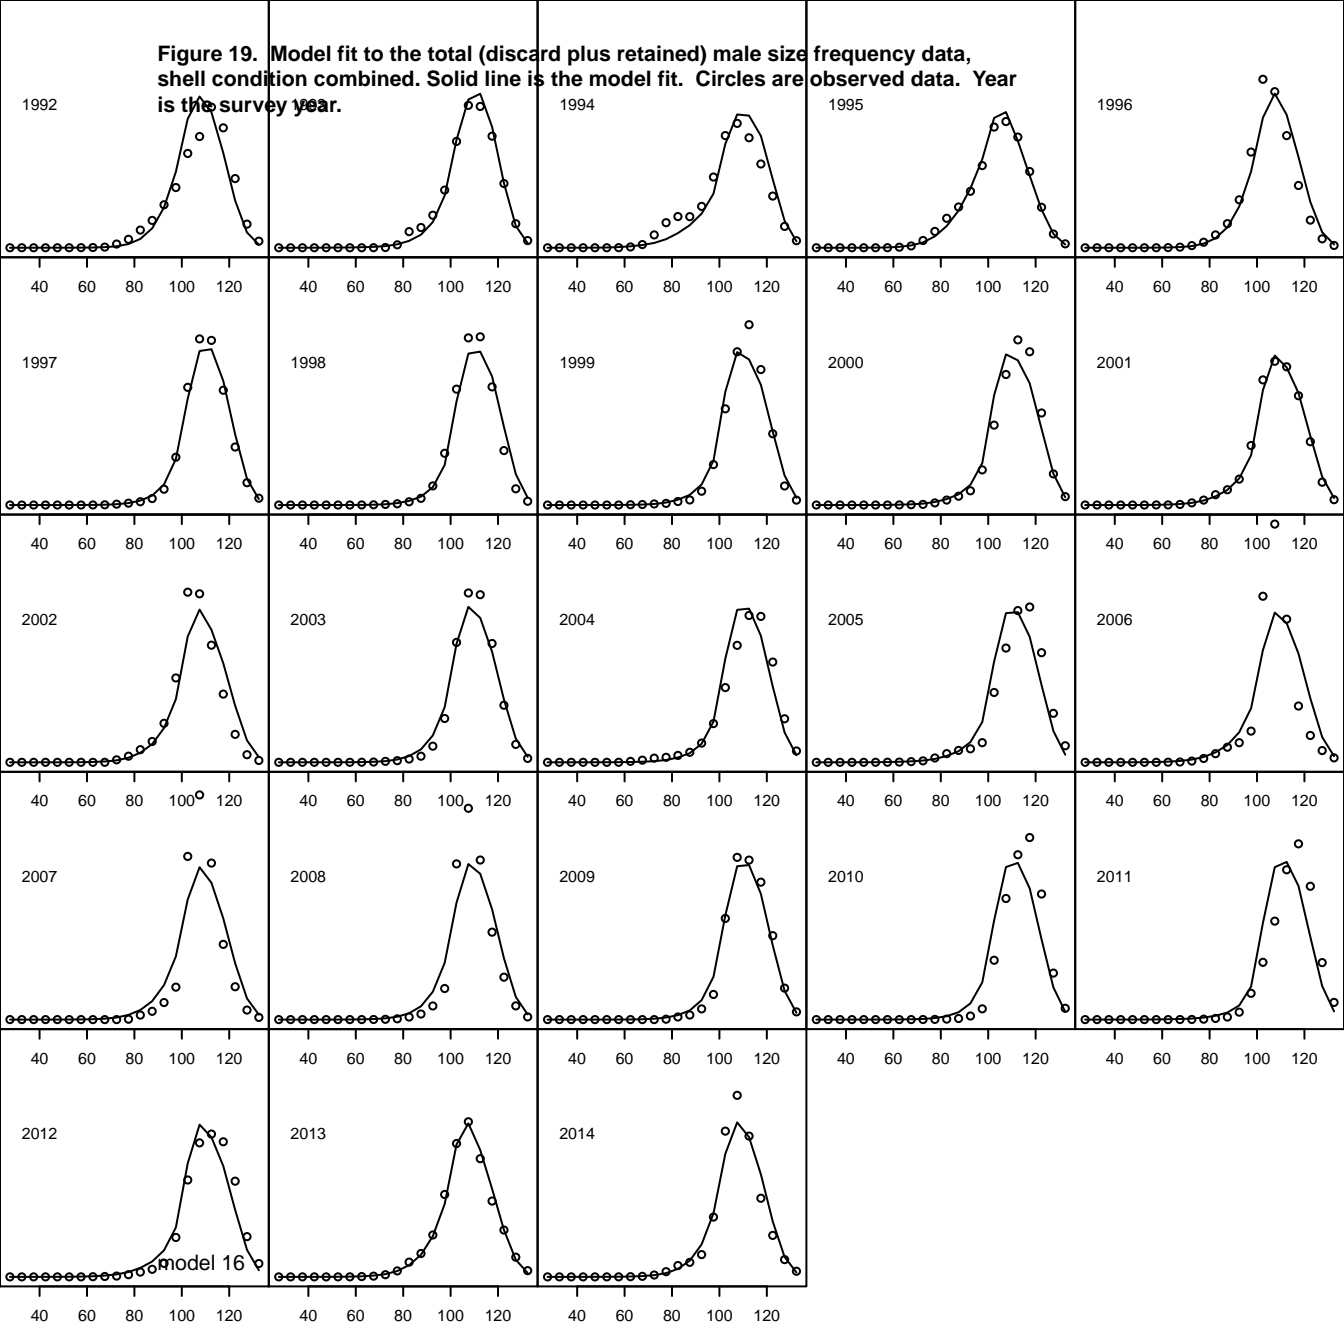 Figure 19.  Model fit to the total (discard plus retained) male size frequency data,
shell condition combined. Solid line is the model fit.  Circles are observed data.  Year
is the survey year.
1992 1993 1994 1995 1996
40 60 80 100 120 40 60 80 100 120 40 60 80 100 120 40 60 80 100 120 40 60 80 100 120
1997 1998 1999 2000 2001
40 60 80 100 120 40 60 80 100 120 40 60 80 100 120 40 60 80 100 120 40 60 80 100 120
2002 2003 2004 2005 2006
40 60 80 100 120 40 60 80 100 120 40 60 80 100 120 40 60 80 100 120 40 60 80 100 120
2007 2008 2009 2010 2011
40 60 80 100 120 40 60 80 100 120 40 60 80 100 120 40 60 80 100 120 40 60 80 100 120
2012 2013 2014
model 16
40 60 80 100 120 40 60 80 100 120 40 60 80 100 120